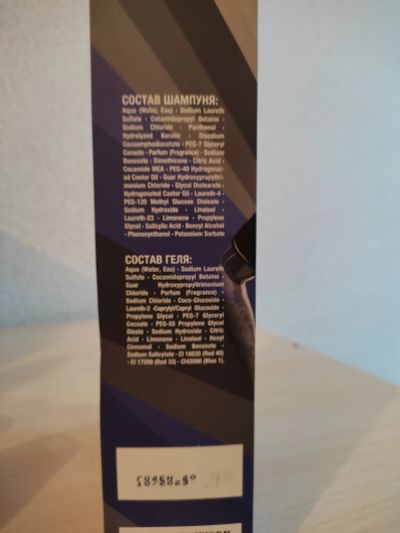 СОСТАВ ШАМПУНЯ:
Aqua (Water, Eau) - Sodium Laureth
Sulfate - Cocamidopropyl Betaine -
Sodium Chloride - Panthenol -
Hydrolyzed Keratin - Disodium
Cocoamphodiacetate - PEG-7 Glyceryl
Cocoate - Parfum (Fragrance) - Sodium
Benzoate - Dimethicone - Citric Acid -
Cocamide MEA - PEG-40 Hydrogenat-
ed Castor Oil - Guar Hydroxypropyltri-
monium Chloride - Glycol Distearate -
Hydrogenated Castor Oil - Laureth-4 -
PEG-120 Methyl Glucose Dioleate -
Sodium Hydroxide - Linalool -
Laureth-23 - Limonene - Propylene
Glycol - Salicylic Acid - Benzyl Alcohol
- Phenoxyethanol - Potassium Sorbate
СОСТАВ ГЕЛЯ:
Aqua (Water, Eau) - Sodium Laureth
Sulfate - Cocamidopropyl Betaine -
Guar Hydroxypropyltrimonium
Chloride - Parfum (Fragrance) -
Sodium Chloride - Coco-Glucoside -
Laureth-2 - Caprylyl/Capryl Glucoside -
Propylene Glycol - PEG-7 Glyceryl
Cocoate - PEG-55 Propylene Glycol
Oleate - Sodium Hydroxide - Citric
Acid - Limonene - Linalool - Hexyl
Cinnamal - Sodium Benzoate -
Sodium Salicylate - CI 16035 (Red 40)
- CI 17200 (Red 33) - CI42090 (Blue 1).
ГОДЕН ДО
10/2023